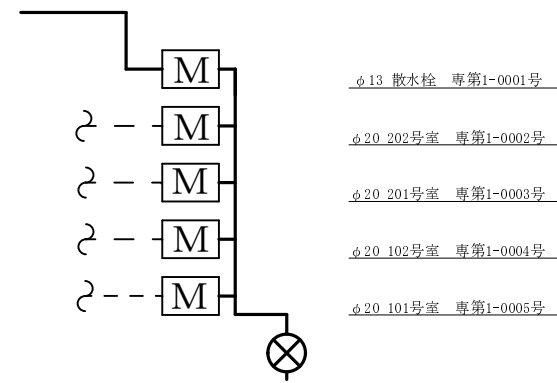 M φ13 散水栓 専第1-0001号
M φ20 202号室 専第1-0002号
M φ20 201号室 専第1-0003号
M φ20 102号室 専第1-0004号
M φ20 101号室 専第1-0005号